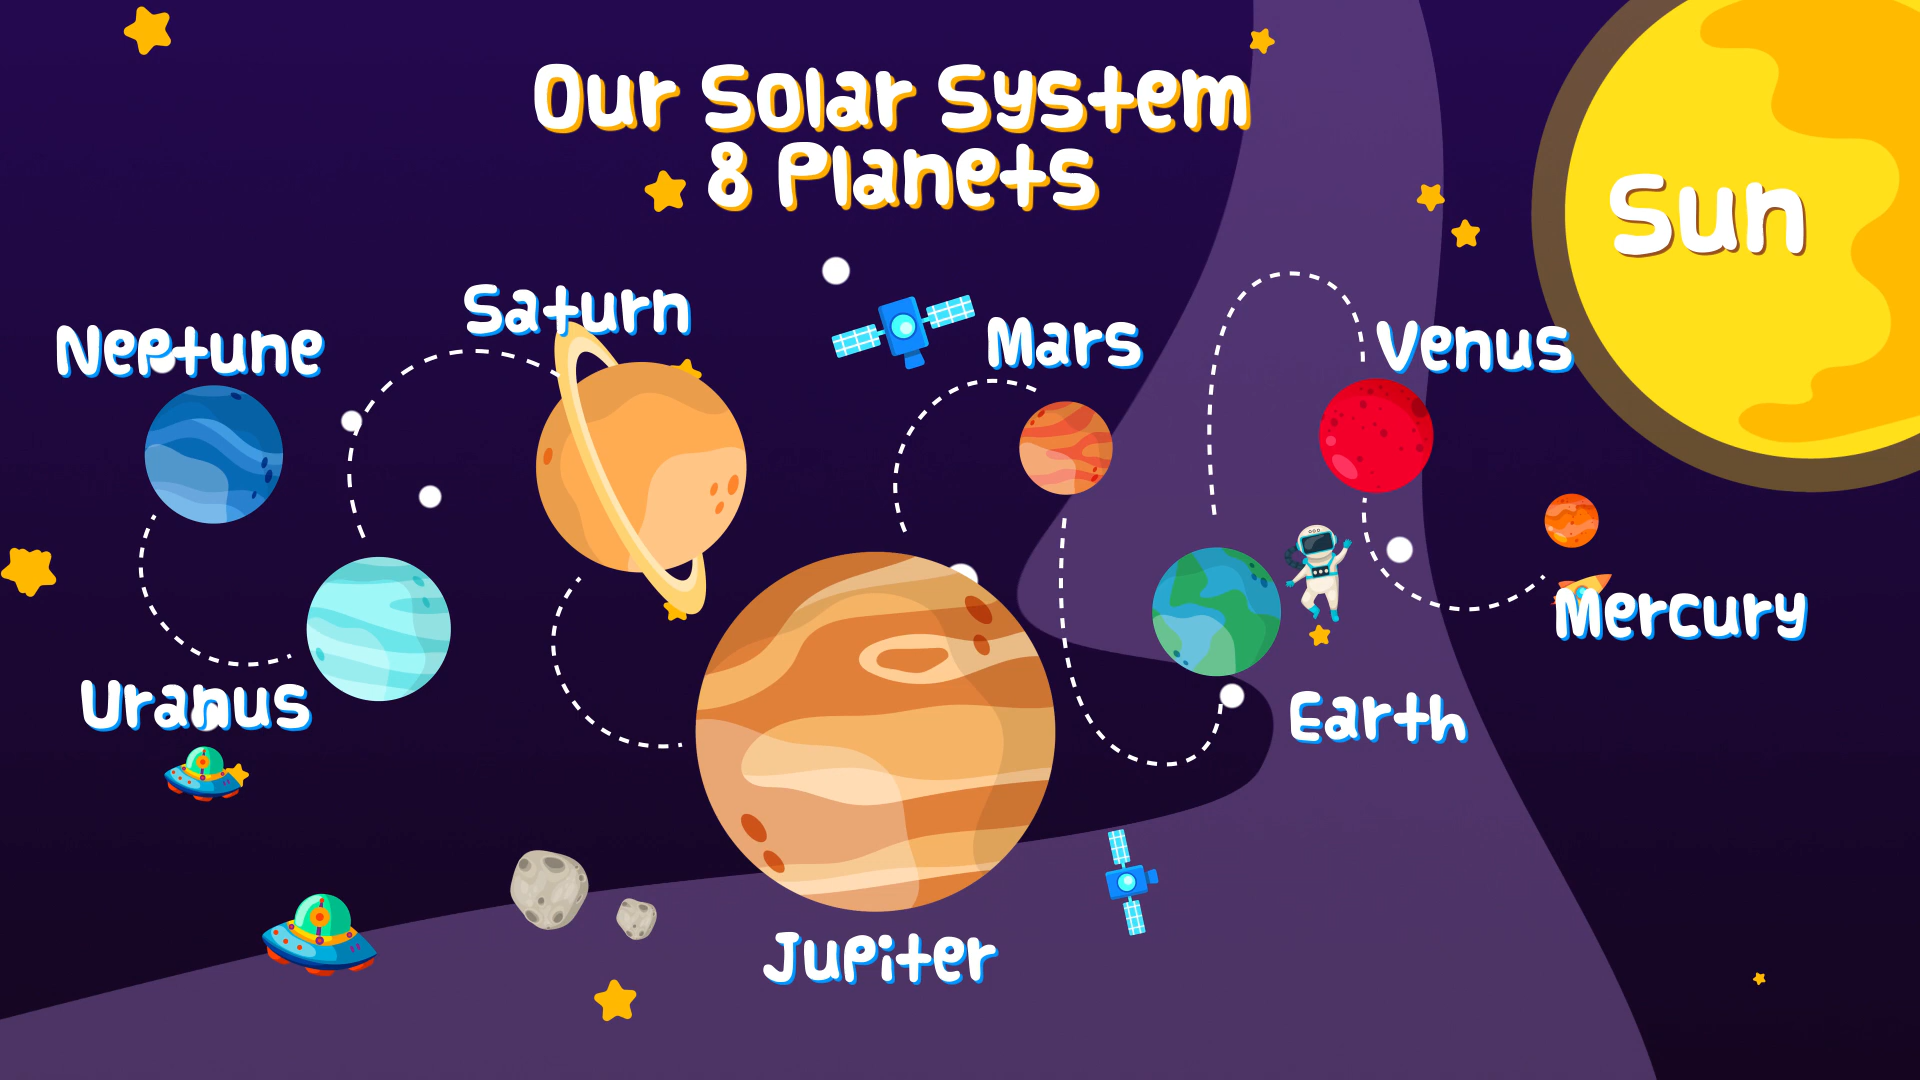 Our Solar System
8 Planets
Sun
Saturn
Neptune
Mars
Venus
Mercury
Uranus
Earth
Jupiter